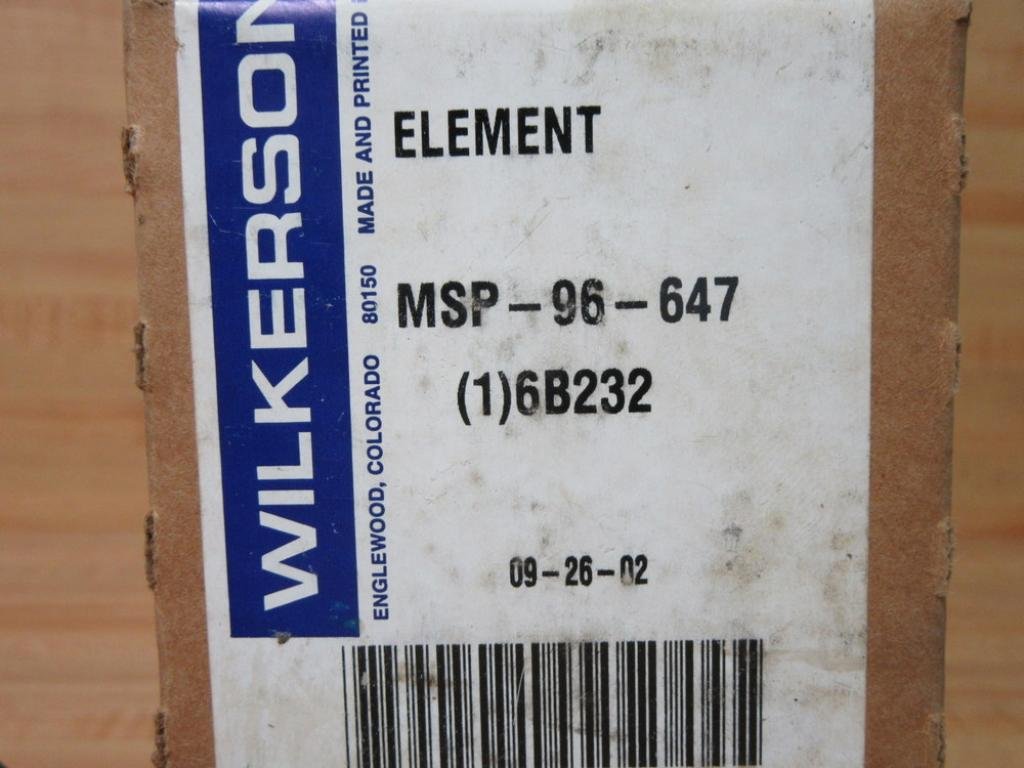 WILKERSON
ENGLEWOOD, COLORADO 80150 MADE AND PRINTED
ELEMENT
MSP-96-647
(1)6B232
09-26-02